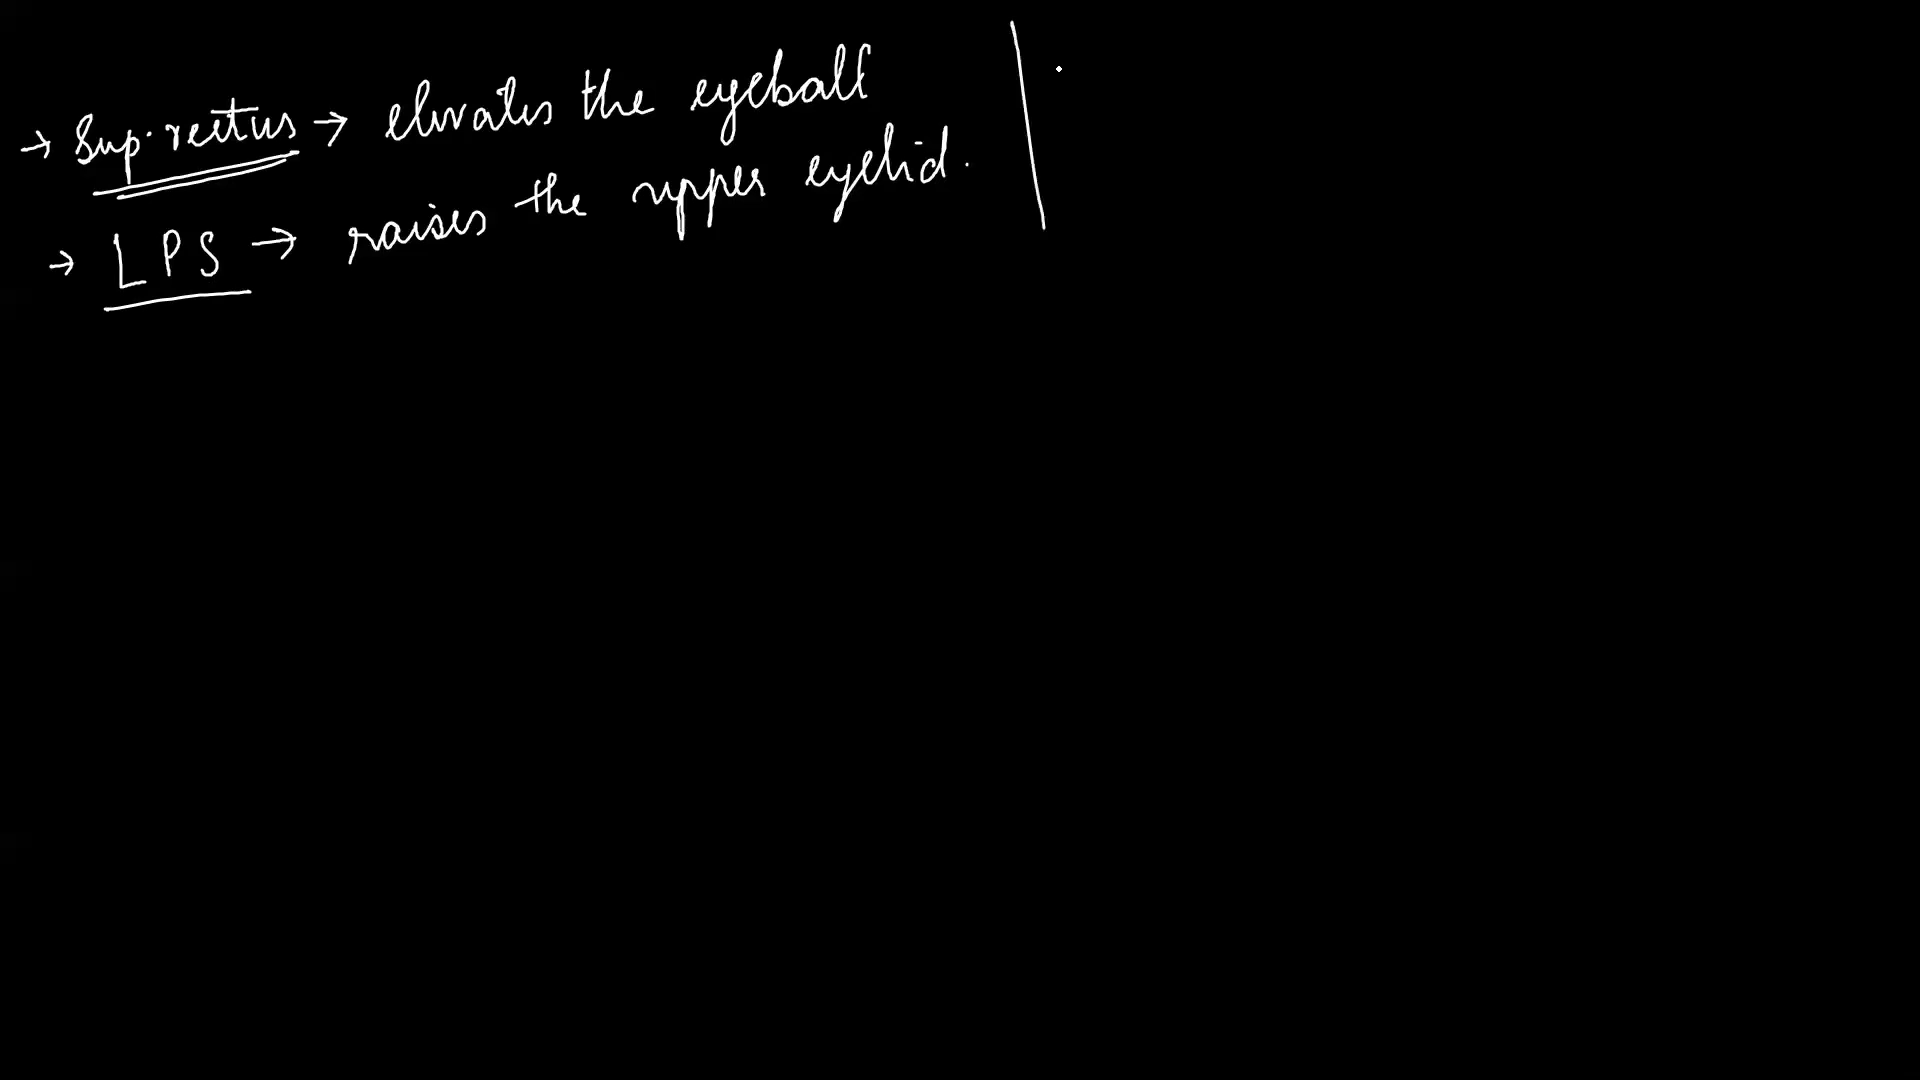 → Sup. rectus → elevates the eyeball
→ LPS → raises the upper eyelid.